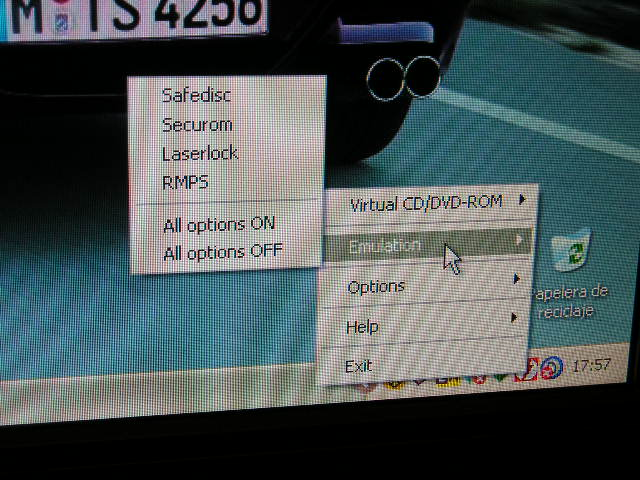 M TS 4256
Safedisc
Securom
Laserlock
RMPS
All options ON
All options OFF
Virtual CD/DVD-ROM
Emulation
Options
Help
Exit
apelera de
reciclaje
17:57